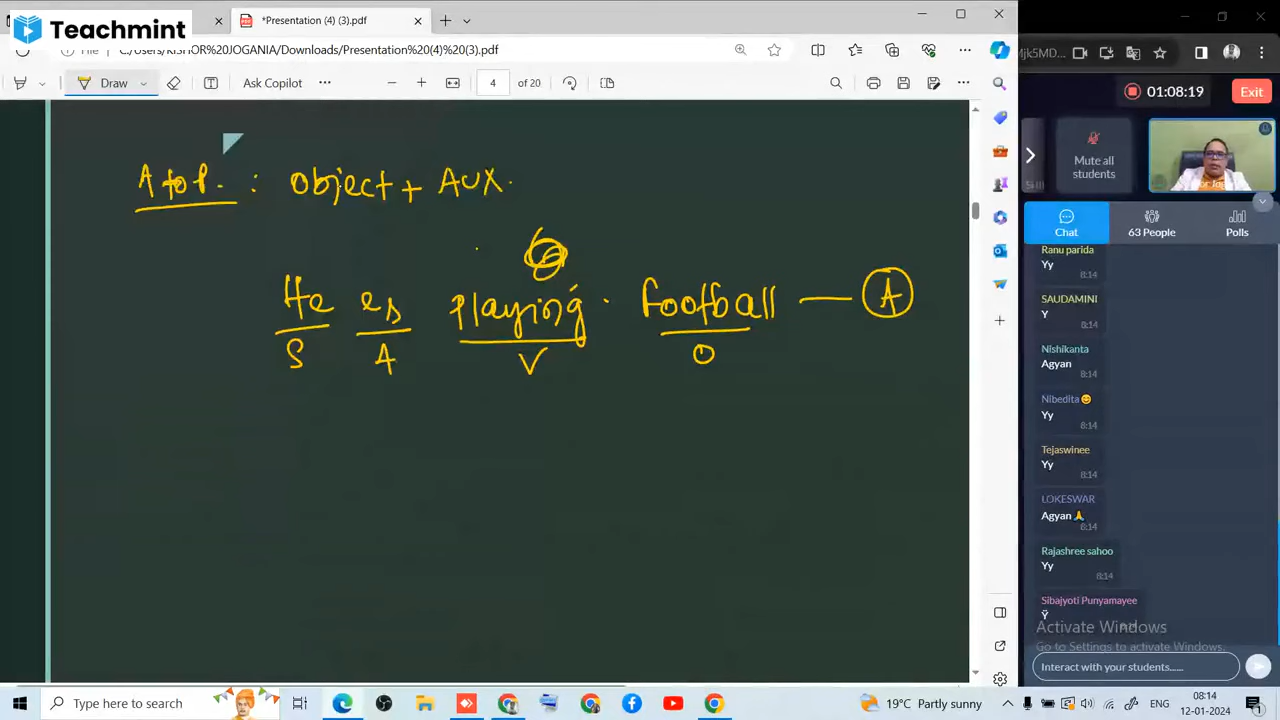 Teachmint
*Presentation (4) (3).pdf
File
C:/Users/KISHOR%20JOGANIA/Downloads/Presentation%20(4)%20(3).pdf
Mjk5MD...
Draw
Ask Copilot
4 of 20
01:08:19
Exit
Mute all students
A to P. : Object + AUX.
He is Playing. football — A
S A V O
Chat
63 People
Polls
Ranu parida
Yy
8:14
SAUDAMINI
Y
8:14
Nishikanta
Agyan
8:14
Nibedita😊
Yy
8:14
Tejaswinee
Yy
8:14
LOKESWAR
Agyan🙏
8:14
Rajashree sahoo
Yy
8:14
Sibajyoti Punyamayee
Ÿ
Activate Windows
Go to Settings to activate Windows.
Interact with your students......
Type here to search
19°C Partly sunny
ENG
08:14
12-01-2024